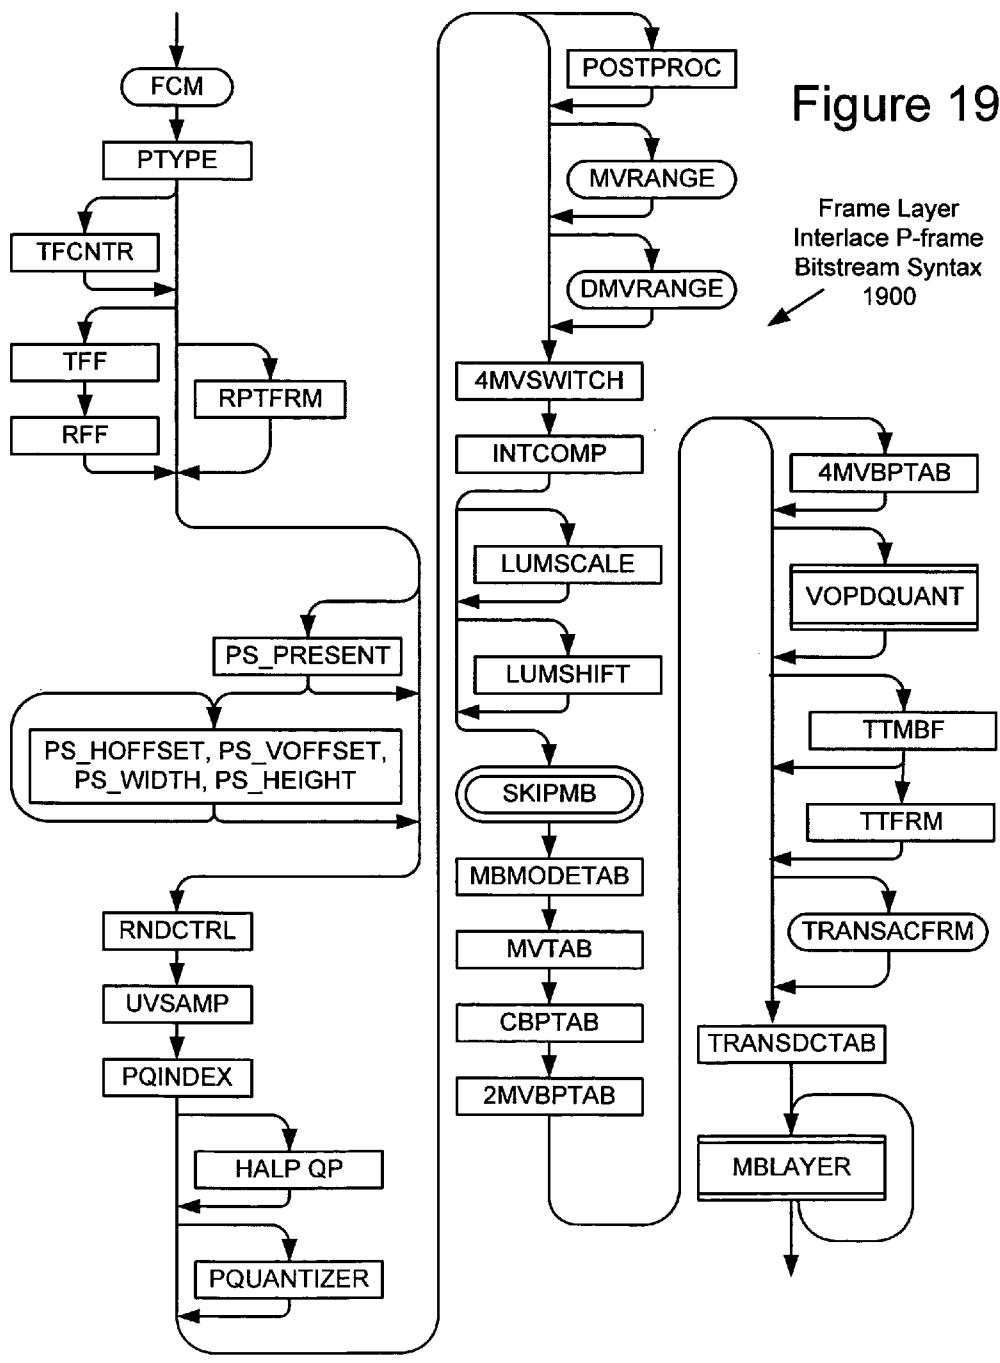 FCM
PTYPE
TFCNTR
TFF
RFF
RPTFRM
PS_PRESENT
PS_HOFFSET, PS_VOFFSET,
PS_WIDTH, PS_HEIGHT
RNDCTRL
UVSAMP
PQINDEX
HALP QP
PQUANTIZER
POSTPROC
MVRANGE
DMVRANGE
4MVSWITCH
INTCOMP
LUMSCALE
LUMSHIFT
SKIPMB
MBMODETAB
MVTAB
CBPTAB
2MVBPTAB
Figure 19
Frame Layer
Interlace P-frame
Bitstream Syntax
1900
4MVBPTAB
VOPDQUANT
TTMBF
TTFRM
TRANSACFRM
TRANSDCTAB
MBLAYER